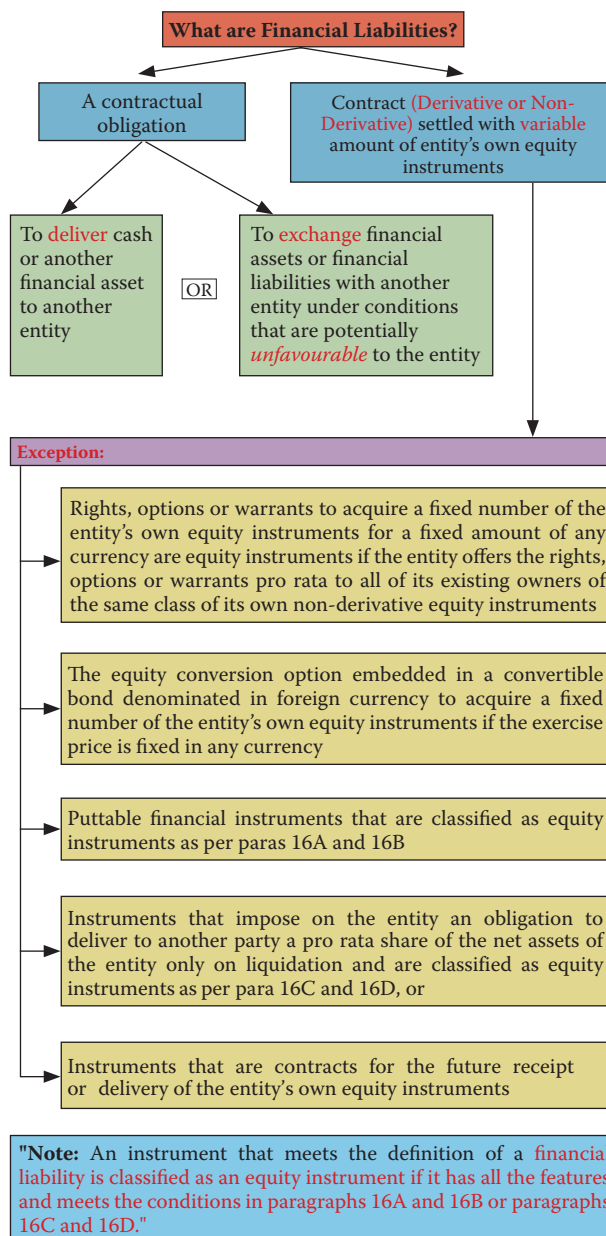 What are Financial Liabilities?
A contractual
obligation
Contract (Derivative or Non-
Derivative) settled with variable
amount of entity's own equity
instruments
To deliver cash
or another
financial asset
to another
entity
OR
To exchange financial
assets or financial
liabilities with another
entity under conditions
that are potentially
unfavourable to the entity
Exception:
Rights, options or warrants to acquire a fixed number of the
entity's own equity instruments for a fixed amount of any
currency are equity instruments if the entity offers the rights,
options or warrants pro rata to all of its existing owners of
the same class of its own non-derivative equity instruments
The equity conversion option embedded in a convertible
bond denominated in foreign currency to acquire a fixed
number of the entity's own equity instruments if the exercise
price is fixed in any currency
Puttable financial instruments that are classified as equity
instruments as per paras 16A and 16B
Instruments that impose on the entity an obligation to
deliver to another party a pro rata share of the net assets of
the entity only on liquidation and are classified as equity
instruments as per para 16C and 16D, or
Instruments that are contracts for the future receipt
or delivery of the entity's own equity instruments
"Note: An instrument that meets the definition of a financial
liability is classified as an equity instrument if it has all the features
and meets the conditions in paragraphs 16A and 16B or paragraphs
16C and 16D."